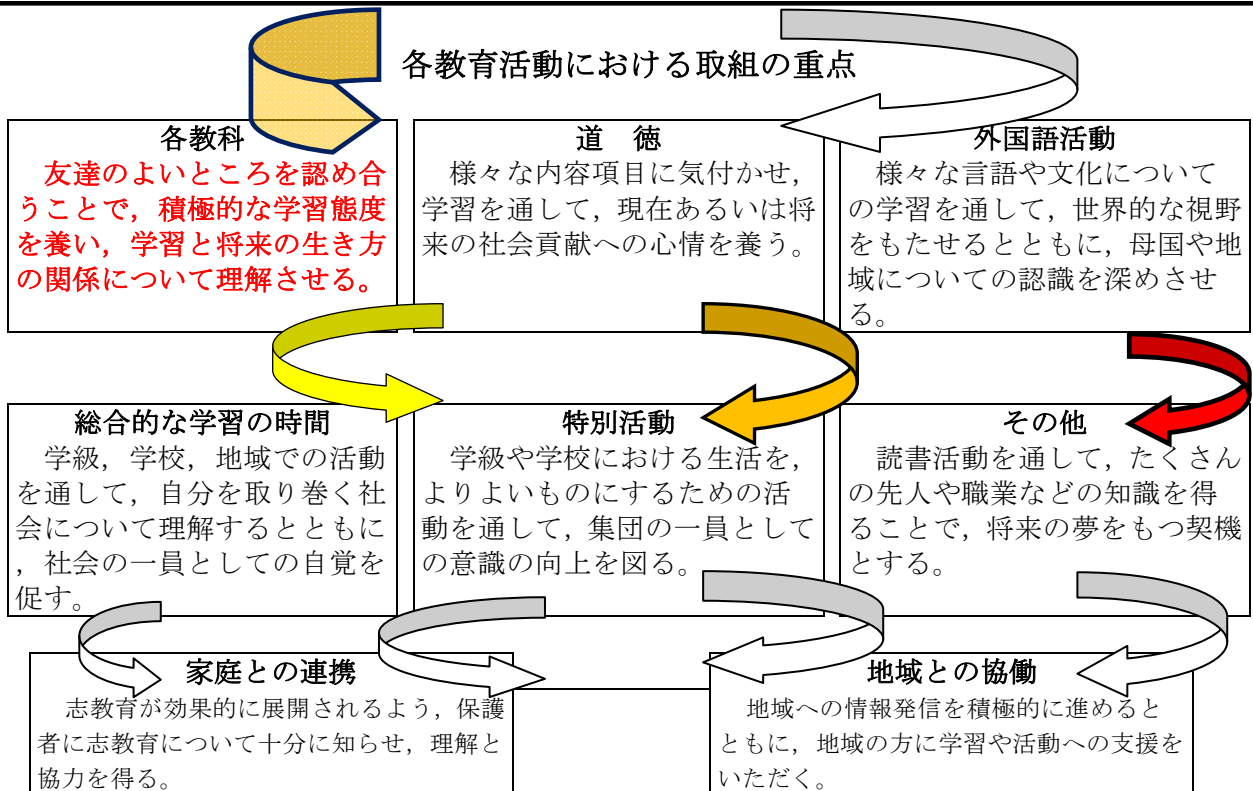 各教育活動における取組の重点
各教科
友達のよいところを認め合
うことで，積極的な学習態度
を養い，学習と将来の生き方
の関係について理解させる。
道　徳
様々な内容項目に気付かせ，
学習を通して，現在あるいは将
来の社会貢献への心情を養う。
外国語活動
様々な言語や文化について
の学習を通して，世界的な視野
をもたせるとともに，母国や地
域についての認識を深めさせ
る。
総合的な学習の時間
学級，学校，地域での活動
を通して，自分を取り巻く社
会について理解するとともに
，社会の一員としての自覚を
促す。
特別活動
学級や学校における生活を，
よりよいものにするための活
動を通して，集団の一員として
の意識の向上を図る。
その他
読書活動を通して，たくさん
の先人や職業などの知識を得
ることで，将来の夢をもつ契機
とする。
家庭との連携
志教育が効果的に展開されるよう，保護
者に志教育について十分に知らせ，理解と
協力を得る。
地域との協働
地域への情報発信を積極的に進めると
ともに，地域の方に学習や活動への支援を
いただく。